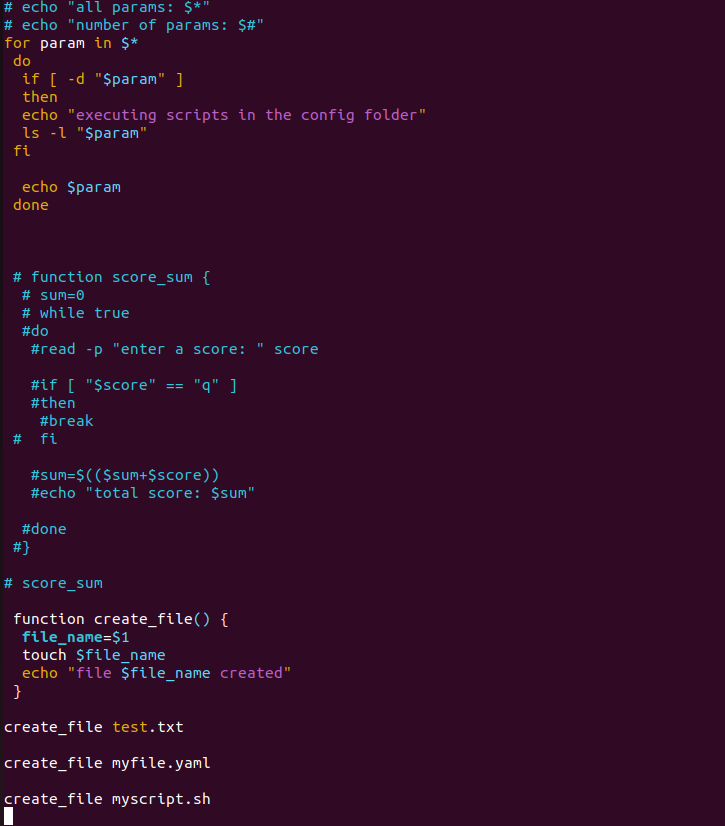 # echo "all params: $*"
# echo "number of params: $#"
for param in $*
do
if [ -d "$param" ]
then
echo "executing scripts in the config folder"
ls -l "$param"
fi
echo $param
done
# function score_sum {
# sum=0
# while true
#do
#read -p "enter a score: " score
#if [ "$score" == "q" ]
#then
#break
#  fi
#sum=$(($sum+$score))
#echo "total score: $sum"
#done
#}
# score_sum
function create_file() {
file_name=$1
touch $file_name
echo "file $file_name created"
}
create_file test.txt
create_file myfile.yaml
create_file myscript.sh